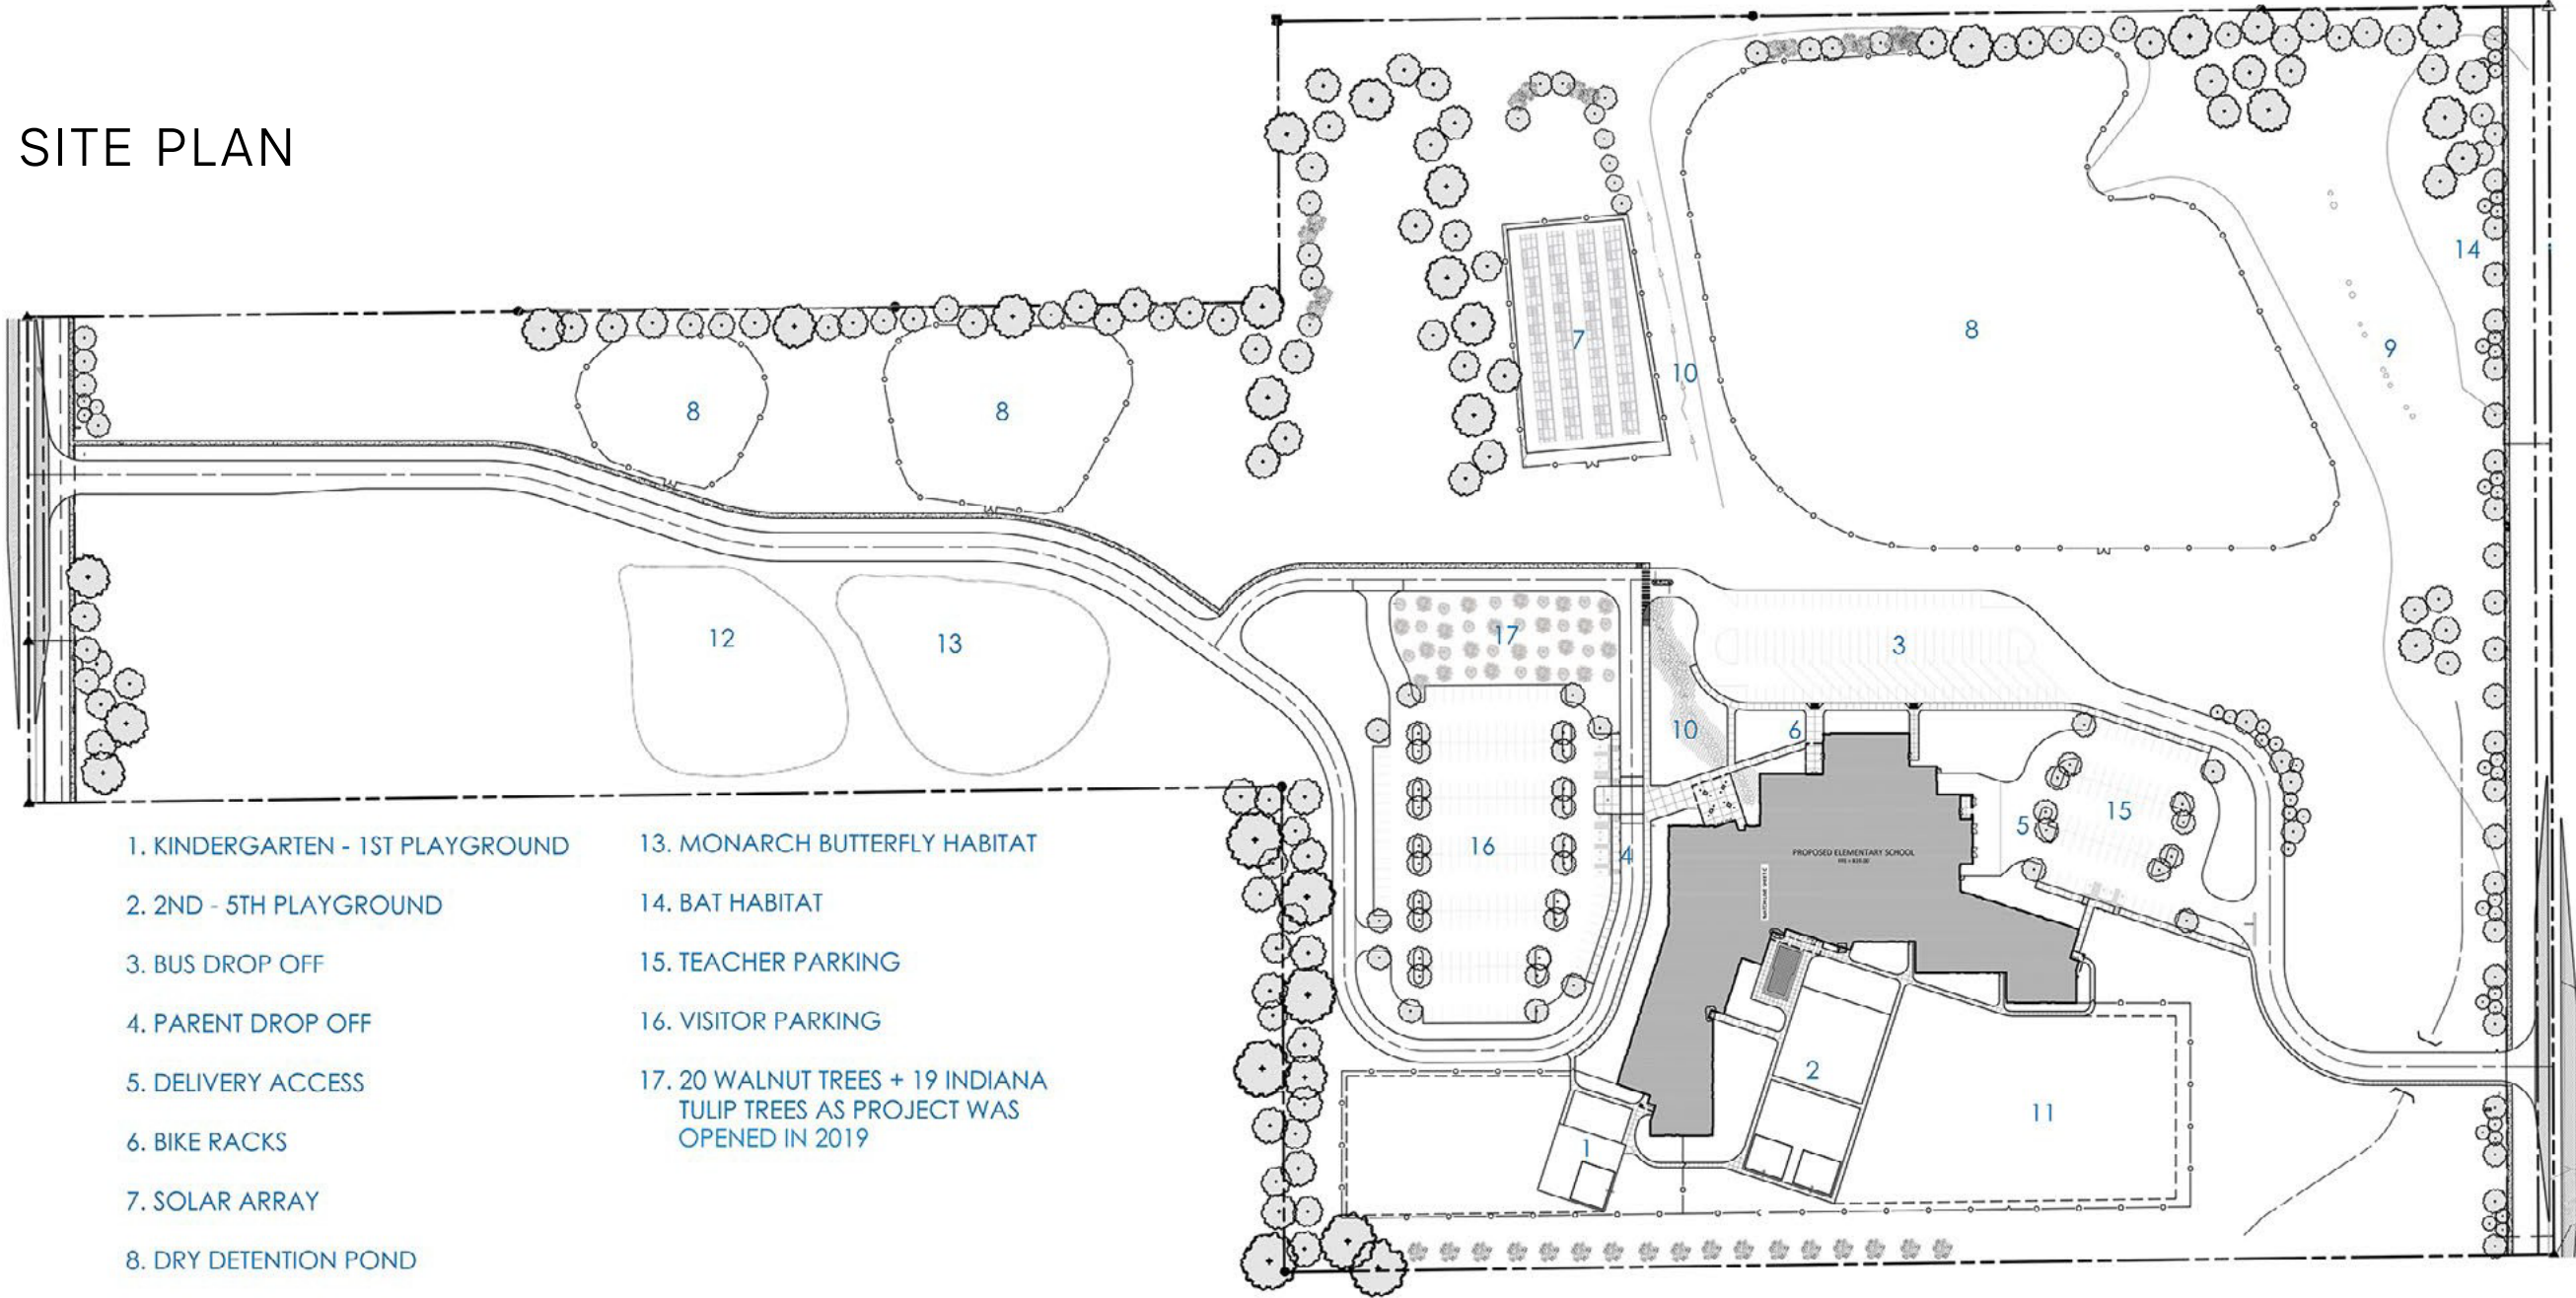 SITE PLAN
14
8
7
9
10
8
8
12
13
17
3
10
6
16
4
5
15
PROPOSED ELEMENTARY SCHOOL
2
1
11
1. KINDERGARTEN - 1ST PLAYGROUND
2. 2ND - 5TH PLAYGROUND
3. BUS DROP OFF
4. PARENT DROP OFF
5. DELIVERY ACCESS
6. BIKE RACKS
7. SOLAR ARRAY
8. DRY DETENTION POND
13. MONARCH BUTTERFLY HABITAT
14. BAT HABITAT
15. TEACHER PARKING
16. VISITOR PARKING
17. 20 WALNUT TREES + 19 INDIANA
TULIP TREES AS PROJECT WAS
OPENED IN 2019